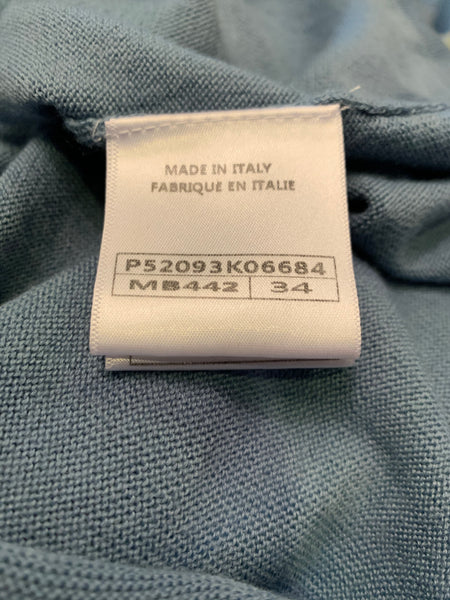 MADE IN ITALY
FABRIQUE EN ITALIE
P52093K06684
MB442 34